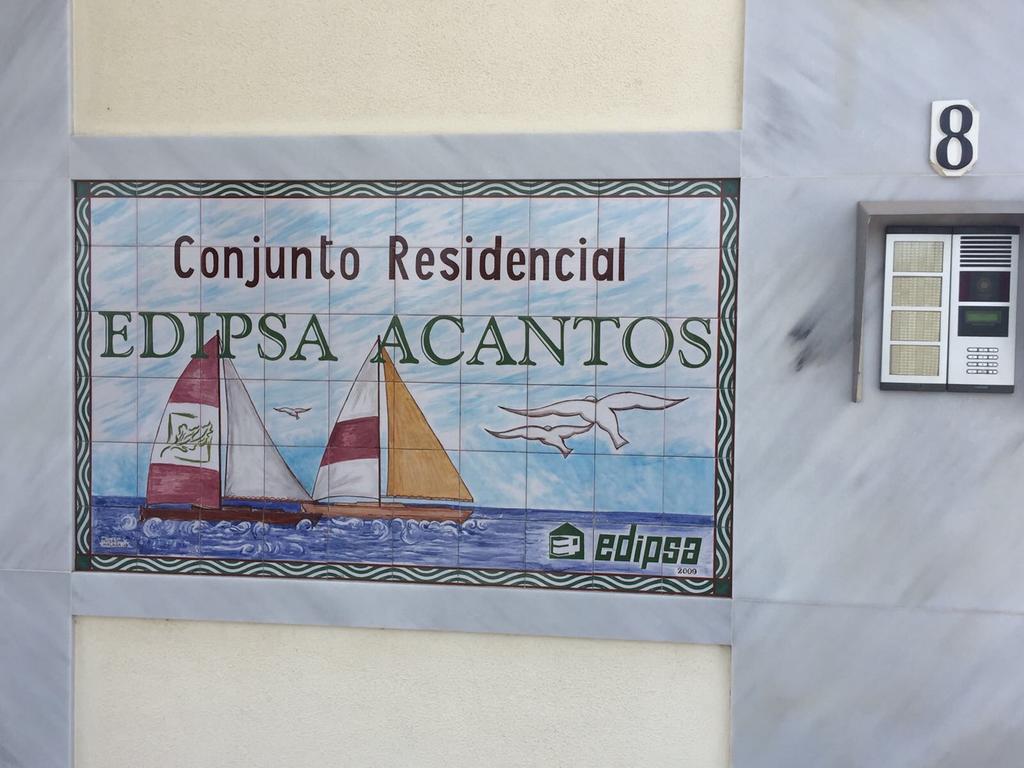 Conjunto Residencial
EDIPSA ACANTOS
8
edipsa
2009